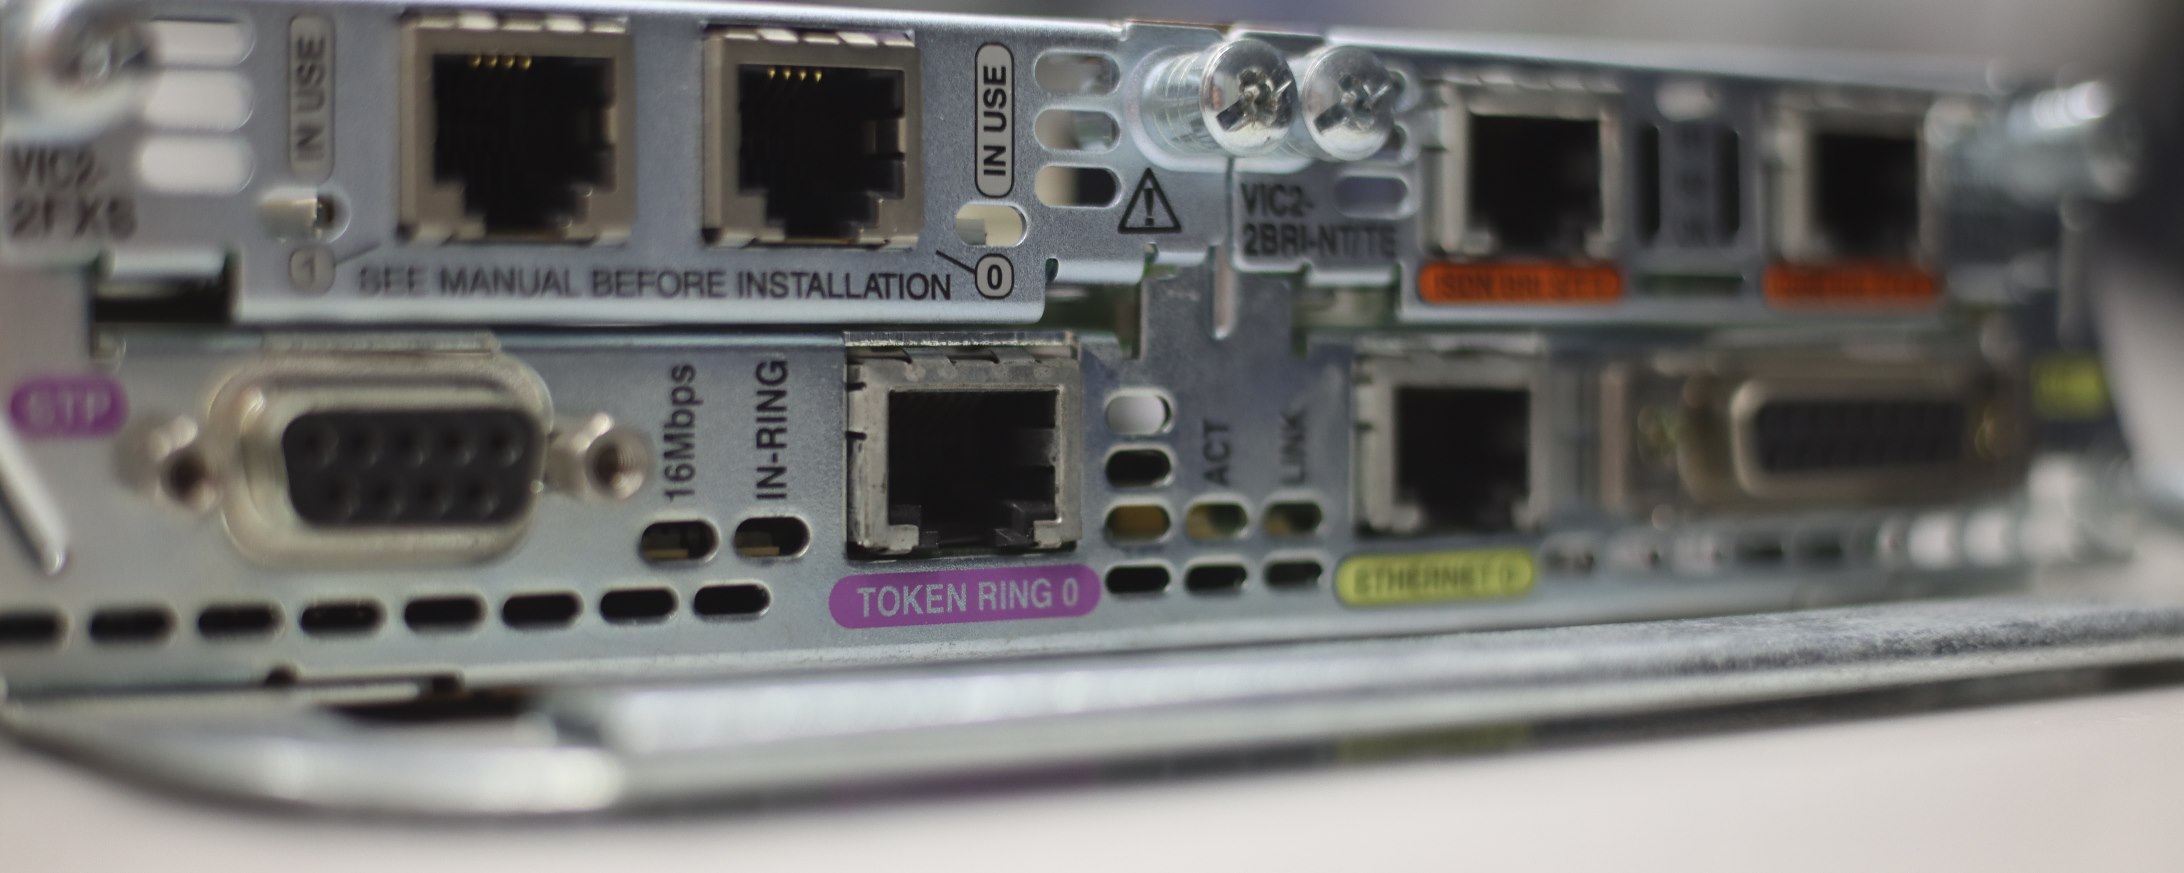 IN USE
IN USE
VIC2-
2FXS
1
SEE MANUAL BEFORE INSTALLATION
0
VIC2-
2BRI-NT/TE
STP
16Mbps
IN-RING
TOKEN RING 0
ACT
LINK
ETHERNET 0